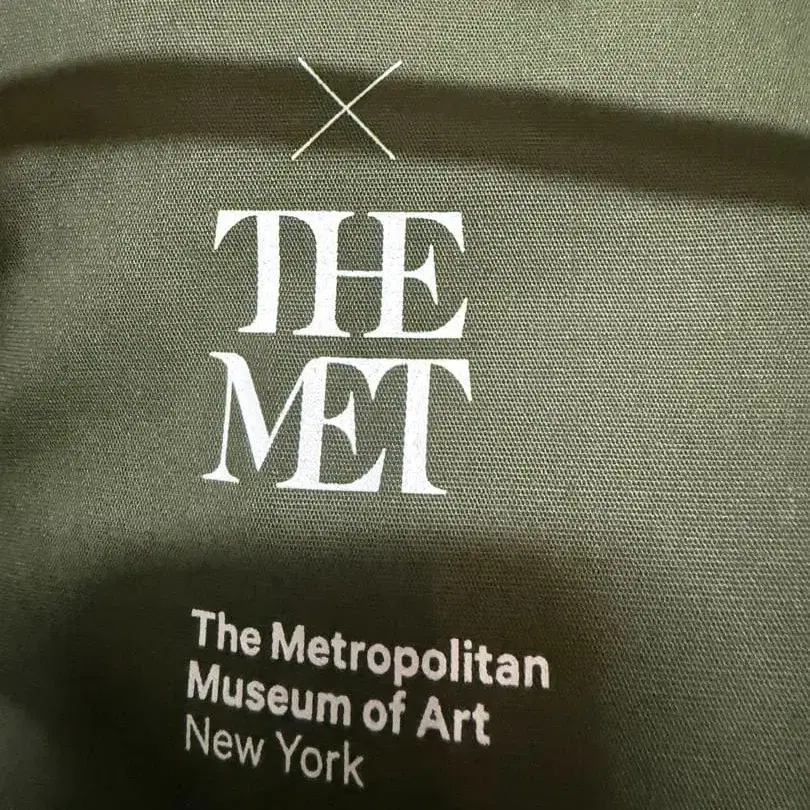 ×
THE
MET
The Metropolitan
Museum of Art
New York